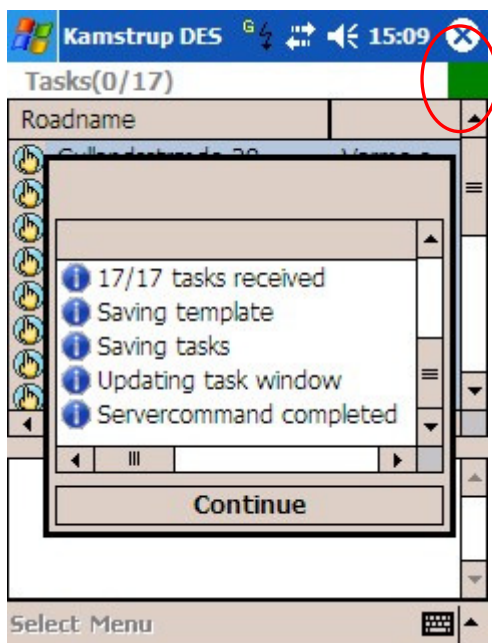 Kamstrup DES G 15:09
Tasks(0/17)
Roadname
17/17 tasks received
Saving template
Saving tasks
Updating task window
Servercommand completed
Continue
Select Menu